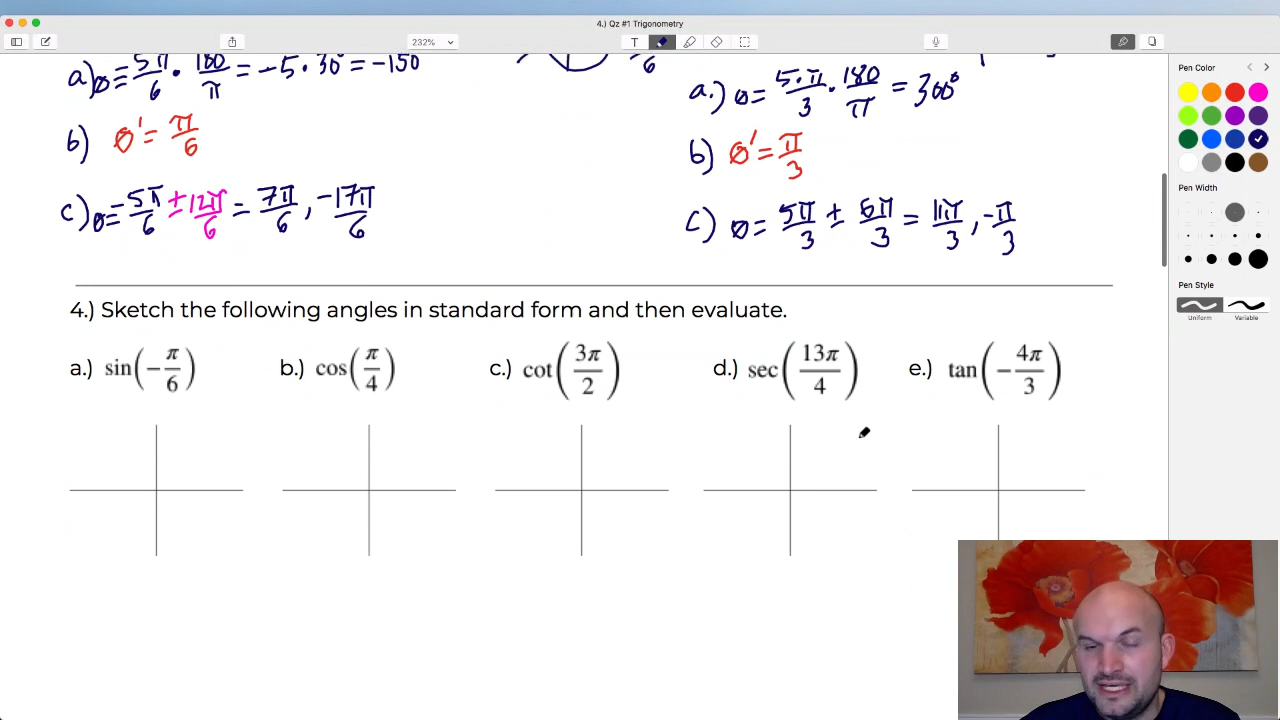 4.) Qz #1 Trigonometry
232%
T
Pen Color
Pen Width
Pen Style
Uniform
Variable
a) θ = 5π/6 · 180/π = -5 · 30° = -150
b) θ' = π/6
c) θ = -5π/6 ± 12π/6 = 7π/6, -17π/6
6
a.) θ = 5·π/3 · 180/π = 300°
b) θ' = π/3
c) θ = 5π/3 ± 6π/3 = 11π/3, -π/3
4.) Sketch the following angles in standard form and then evaluate.
a.) sin(-π/6)
b.) cos(π/4)
c.) cot(3π/2)
d.) sec(13π/4)
e.) tan(-4π/3)